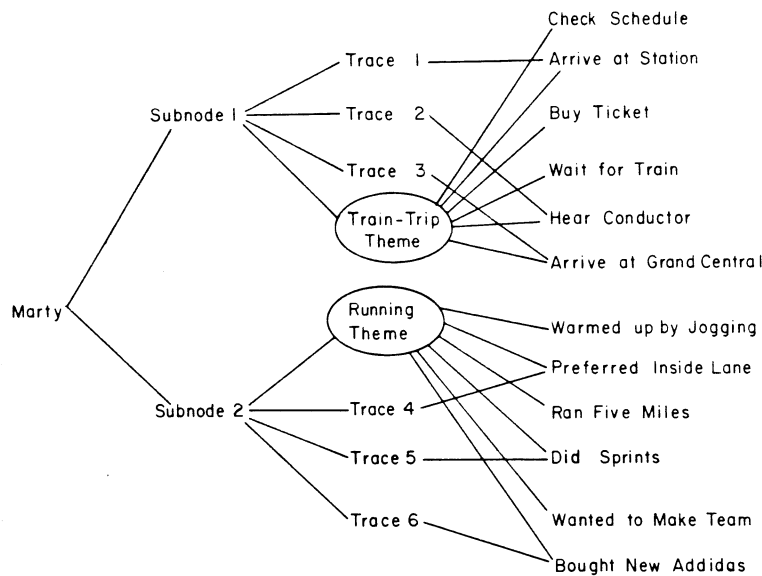 Check Schedule
Trace 1
Arrive at Station
Subnode 1
Trace 2
Buy Ticket
Trace 3
Wait for Train
Train-Trip
Theme
Hear Conductor
Arrive at Grand Central
Marty
Running
Theme
Warmed up by Jogging
Preferred Inside Lane
Subnode 2
Trace 4
Ran Five Miles
Trace 5
Did Sprints
Trace 6
Wanted to Make Team
Bought New Addidas